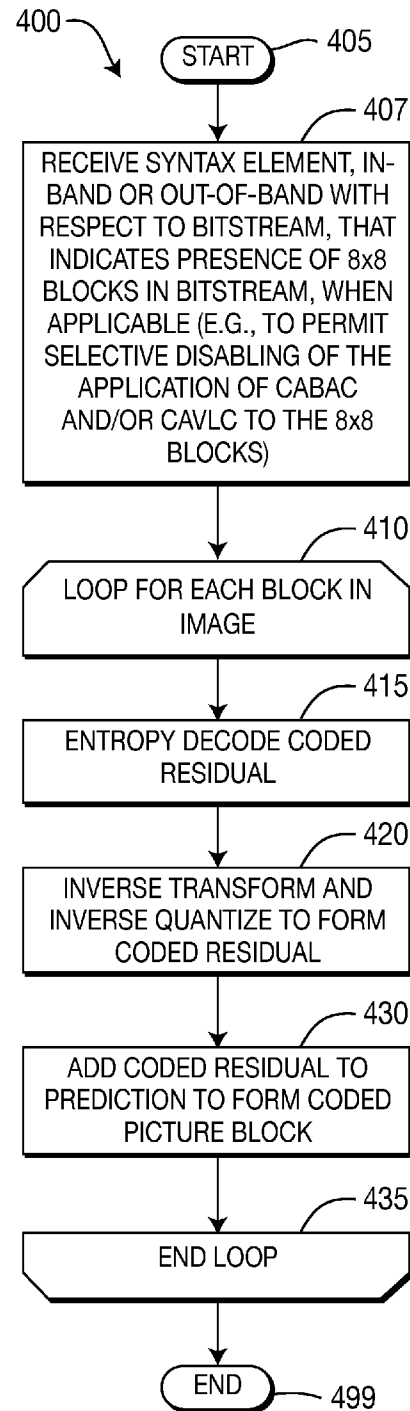 400
START
405
407
RECEIVE SYNTAX ELEMENT, IN-
BAND OR OUT-OF-BAND WITH
RESPECT TO BITSTREAM, THAT
INDICATES PRESENCE OF 8x8
BLOCKS IN BITSTREAM, WHEN
APPLICABLE (E.G., TO PERMIT
SELECTIVE DISABLING OF THE
APPLICATION OF CABAC
AND/OR CAVLC TO THE 8x8
BLOCKS)
410
LOOP FOR EACH BLOCK IN
IMAGE
415
ENTROPY DECODE CODED
RESIDUAL
420
INVERSE TRANSFORM AND
INVERSE QUANTIZE TO FORM
CODED RESIDUAL
430
ADD CODED RESIDUAL TO
PREDICTION TO FORM CODED
PICTURE BLOCK
435
END LOOP
END
499